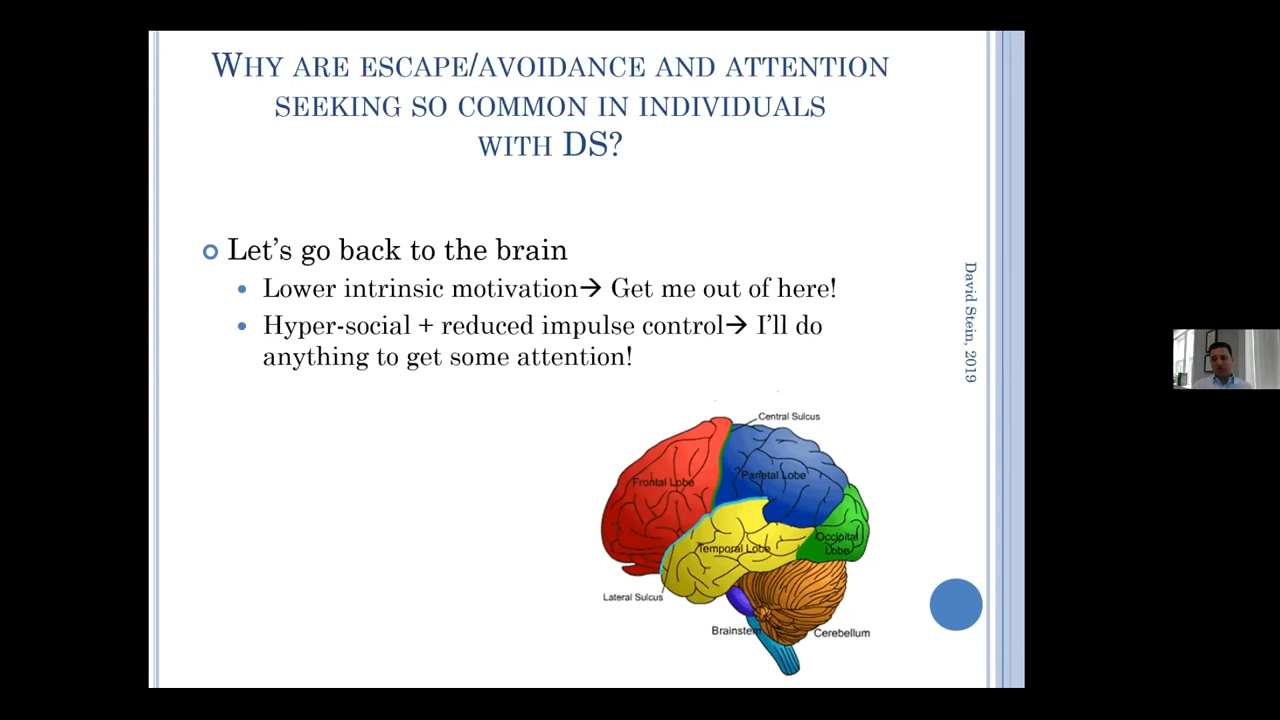 WHY ARE ESCAPE/AVOIDANCE AND ATTENTION
SEEKING SO COMMON IN INDIVIDUALS
WITH DS?
Let's go back to the brain
Lower intrinsic motivation→ Get me out of here!
Hyper-social + reduced impulse control→ I'll do
anything to get some attention!
David Stein, 2019
Central Sulcus
Frontal Lobe
Parietal Lobe
Occipital
Lobe
Temporal Lobe
Lateral Sulcus
Brainstem
Cerebellum